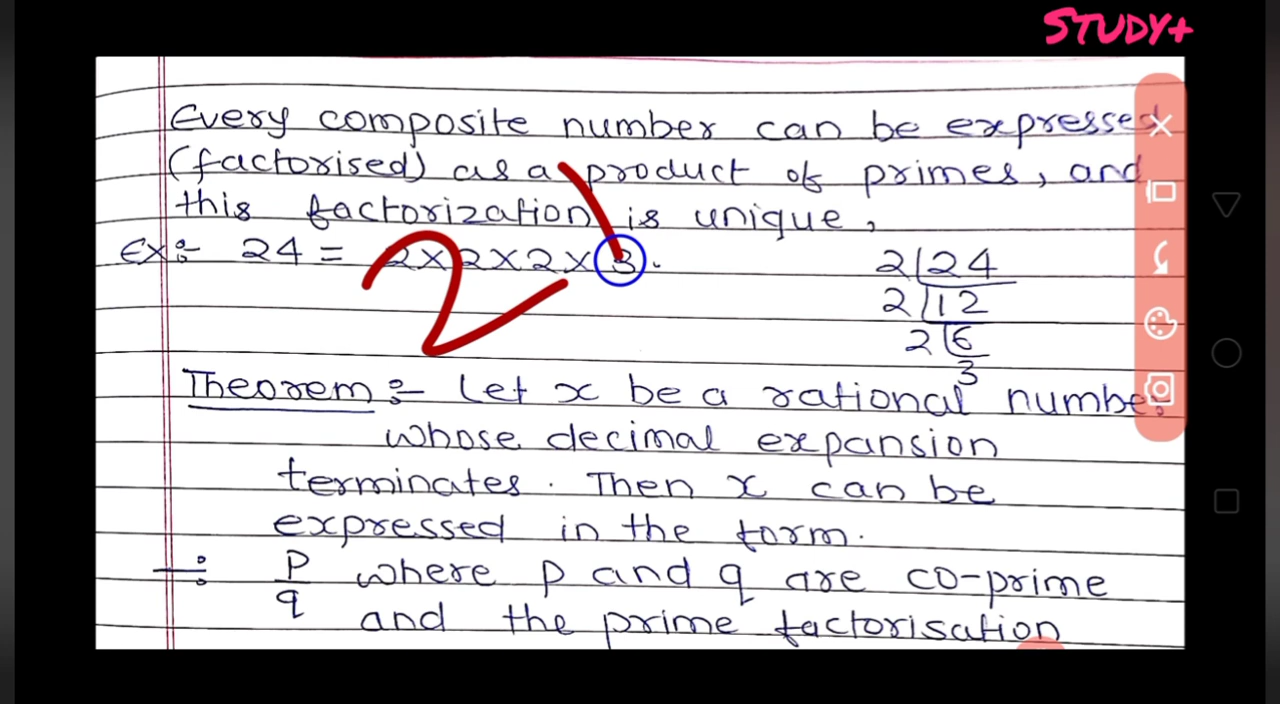 STUDY+
Every composite number can be expressed
(factorised) as a product of primes, and
this factorization is unique,
Ex:- 24 = 2×2×2×3.
2|24
2|12
2|6
3
2
Theorem :- Let x be a rational number
whose decimal expansion
terminates. Then x can be
expressed in the form.
÷ p/q where p and q are co-prime
and the prime factorisation